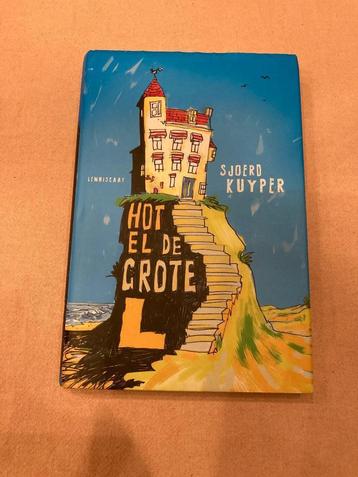 LEMNISCAAT
SJOERD
KUYPER
HOT
EL DE
GROTE
L